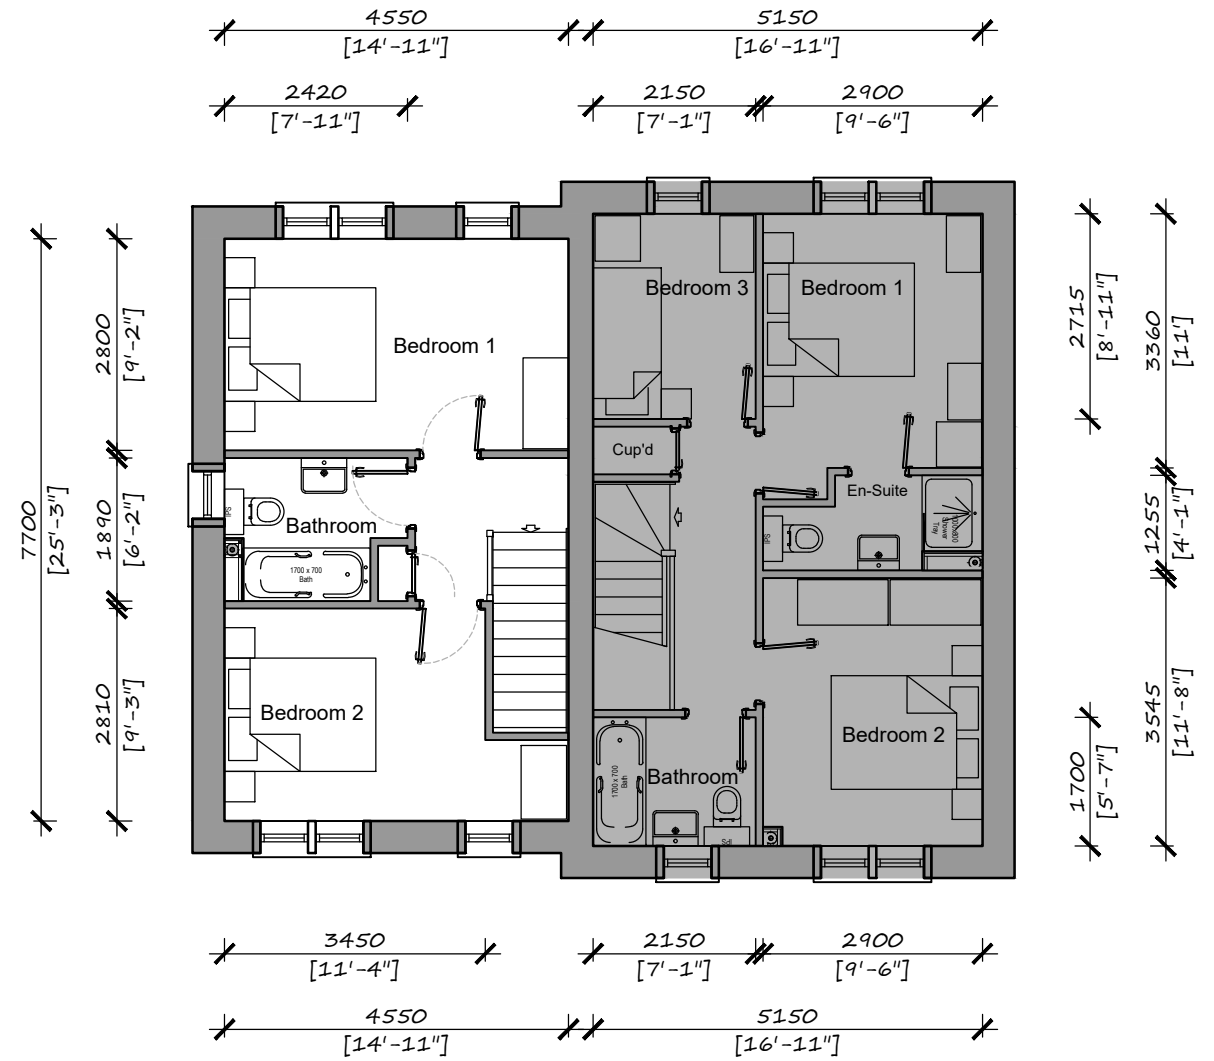 4550
[14'-11"]
5150
[16'-11"]
2420
[7'-11"]
2150
[7'-1"]
2900
[9'-6"]
7700
[25'-3"]
2800
[9'-2"]
1890
[6'-2"]
2810
[9'-3"]
Bedroom 1
Bathroom
IPS
1700 x 700
Bath
Bedroom 2
Bedroom 3
Bedroom 1
Cup'd
En-Suite
IPS
Shower
Tray
Bedroom 2
Bathroom
1700 x 700
Bath
2715
[8'-11"]
3360
[11']
1255
[4'-1"]
3545
[11'-8"]
1700
[5'-7"]
3450
[11'-4"]
2150
[7'-1"]
2900
[9'-6"]
4550
[14'-11"]
5150
[16'-11"]